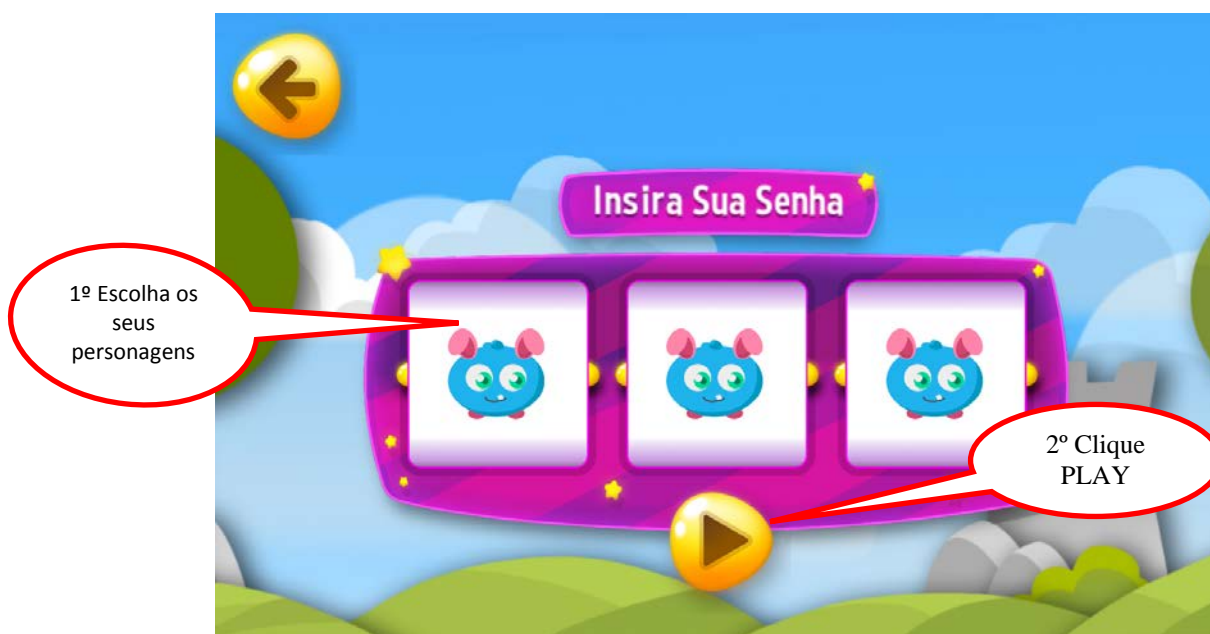 Insira Sua Senha
1º Escolha os
seus
personagens
2º Clique
PLAY